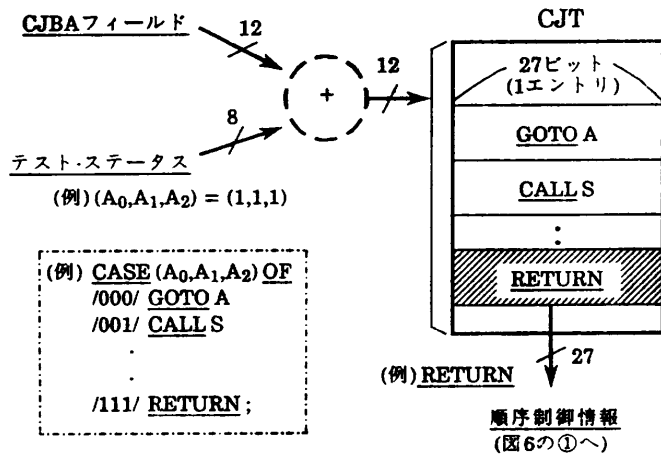 CJBAフィールド
12
テスト・ステータス
8
(例)(A₀,A₁,A₂) = (1,1,1)
+
12
CJT
27ビット
(1エントリ)
GOTO A
CALL S
:
RETURN
27
(例) RETURN
順序制御情報
(図6の①へ)
(例) CASE (A₀,A₁,A₂) OF
/000/ GOTO A
/001/ CALL S
.
.
/111/ RETURN ;